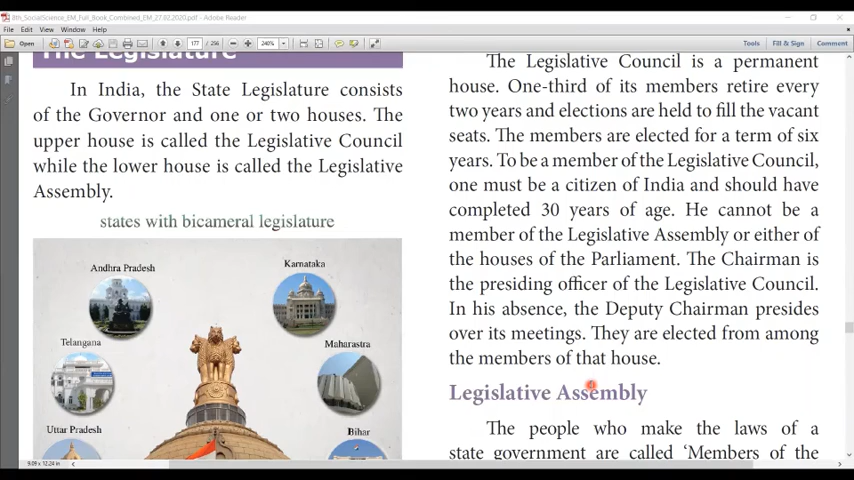 8th_SocialScience_EM_Full_Book_Combined_EM_27.02.2020.pdf - Adobe Reader
File Edit View Window Help
Open
177 / 256
240%
Tools
Fill & Sign
Comment
The Legislature
In India, the State Legislature consists
of the Governor and one or two houses. The
upper house is called the Legislative Council
while the lower house is called the Legislative
Assembly.
states with bicameral legislature
Andhra Pradesh
Karnataka
Telangana
Maharastra
Uttar Pradesh
Bihar
The Legislative Council is a permanent
house. One-third of its members retire every
two years and elections are held to fill the vacant
seats. The members are elected for a term of six
years. To be a member of the Legislative Council,
one must be a citizen of India and should have
completed 30 years of age. He cannot be a
member of the Legislative Assembly or either of
the houses of the Parliament. The Chairman is
the presiding officer of the Legislative Council.
In his absence, the Deputy Chairman presides
over its meetings. They are elected from among
the members of that house.
Legislative Assembly
The people who make the laws of a
state government are called ‘Members of the
9.09 x 12.24 in